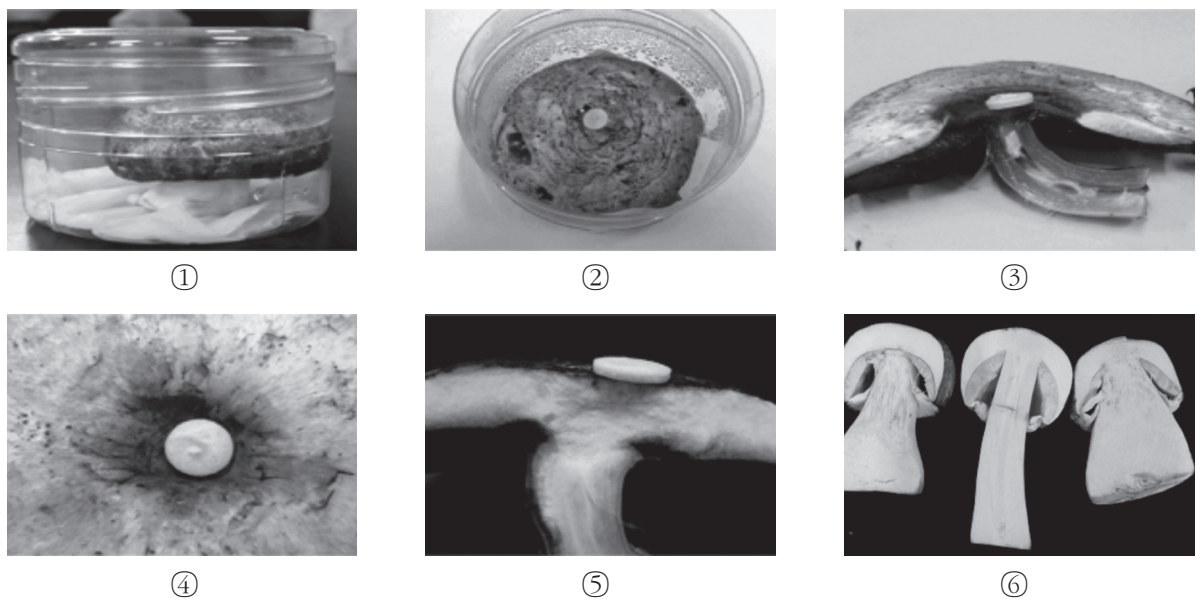 ① ② ③
④ ⑤ ⑥